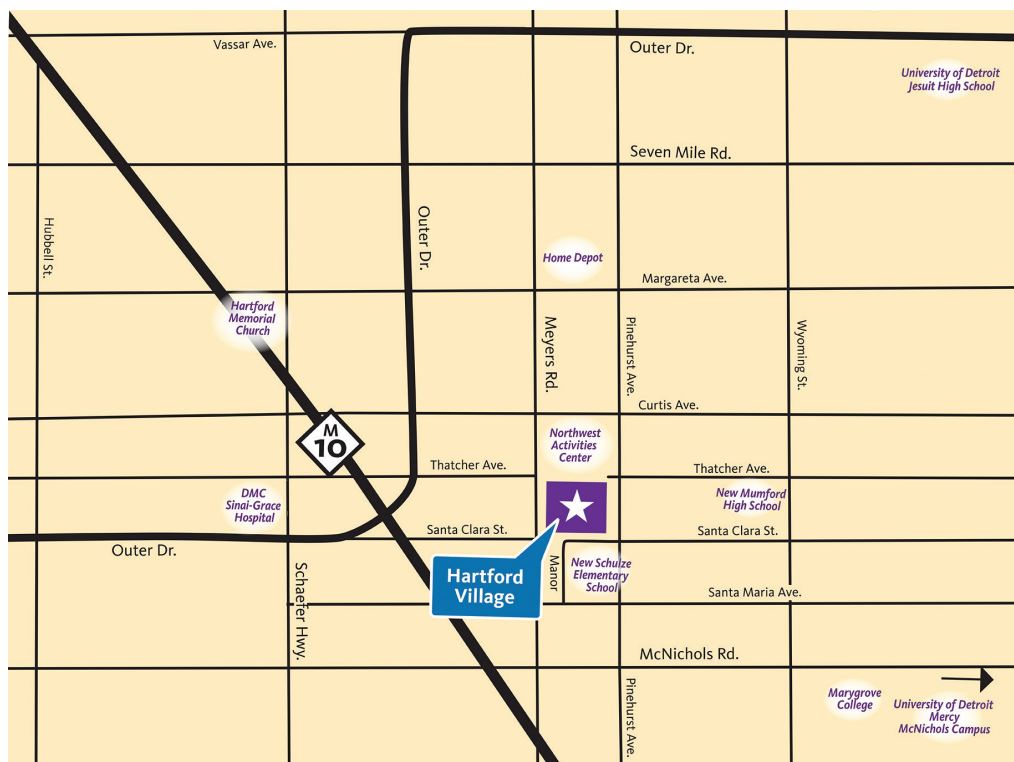 Vassar Ave.
Outer Dr.
University of Detroit
Jesuit High School
Seven Mile Rd.
Hubbell St.
Outer Dr.
Home Depot
Margareta Ave.
Hartford
Memorial
Church
Meyers Rd.
Pinehurst Ave.
Wyoming St.
Curtis Ave.
M
10
Northwest
Activities
Center
Thatcher Ave.
Thatcher Ave.
DMC
Sinai-Grace
Hospital
New Mumford
High School
Santa Clara St.
Santa Clara St.
Outer Dr.
Hartford
Village
Manor
New Schulze
Elementary
School
Schaefer Hwy.
Santa Maria Ave.
McNichols Rd.
Pinehurst Ave.
Marygrove
College
University of Detroit
Mercy
McNichols Campus